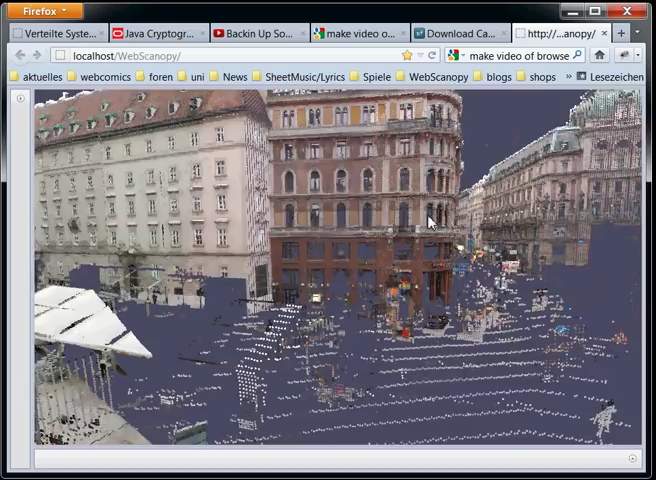 Firefox
Verteilte Syste...
Java Cryptogr...
Backin Up So...
make video o...
Download Ca...
http:/...anopy/
localhost/WebScanopy/
make video of browse
aktuelles
webcomics
foren
uni
News
SheetMusic/Lyrics
Spiele
WebScanopy
blogs
shops
»
Lesezeichen